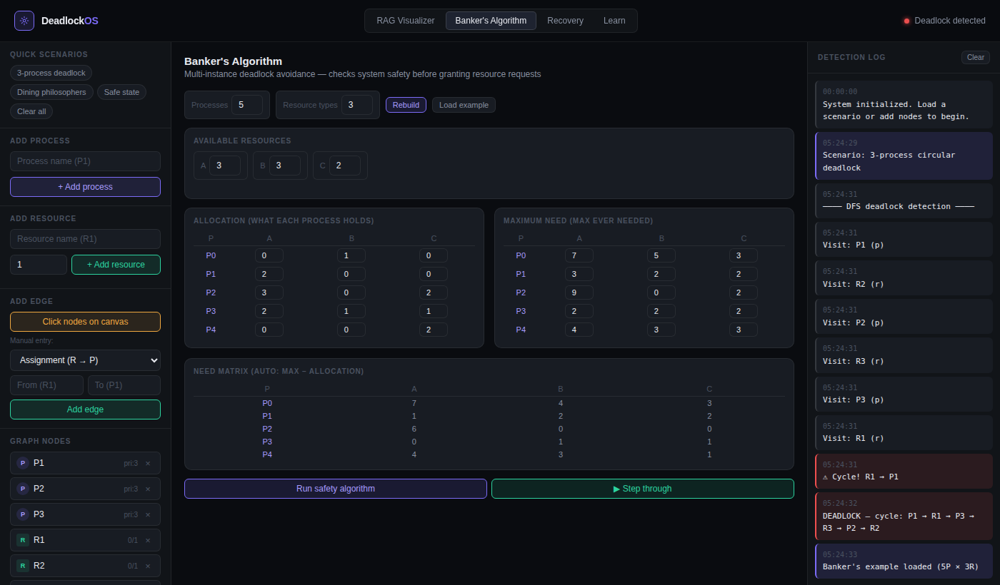 DeadlockOS
RAG Visualizer
Banker's Algorithm
Recovery
Learn
Deadlock detected
QUICK SCENARIOS
3-process deadlock
Dining philosophers
Safe state
Clear all
ADD PROCESS
Process name (P1)
+ Add process
ADD RESOURCE
Resource name (R1)
1
+ Add resource
ADD EDGE
Click nodes on canvas
Manual entry:
Assignment (R → P)
From (R1)
To (P1)
Add edge
GRAPH NODES
P P1 pri:3 ×
P P2 pri:3 ×
P P3 pri:3 ×
R R1 0/1 ×
R R2 0/1 ×
Banker's Algorithm
Multi-instance deadlock avoidance — checks system safety before granting resource requests
Processes 5
Resource types 3
Rebuild
Load example
AVAILABLE RESOURCES
A 3 B 3 C 2
ALLOCATION (WHAT EACH PROCESS HOLDS)
P A B C
P0 0 1 0
P1 2 0 0
P2 3 0 2
P3 2 1 1
P4 0 0 2
MAXIMUM NEED (MAX EVER NEEDED)
P A B C
P0 7 5 3
P1 3 2 2
P2 9 0 2
P3 2 2 2
P4 4 3 3
NEED MATRIX (AUTO: MAX − ALLOCATION)
P A B C
P0 7 4 3
P1 1 2 2
P2 6 0 0
P3 0 1 1
P4 4 3 1
Run safety algorithm
▶ Step through
DETECTION LOG
Clear
00:00:00
System initialized. Load a
scenario or add nodes to begin.
05:24:29
Scenario: 3-process circular
deadlock
05:24:31
──── DFS deadlock detection ────
05:24:31
Visit: P1 (p)
05:24:31
Visit: R2 (r)
05:24:31
Visit: P2 (p)
05:24:31
Visit: R3 (r)
05:24:31
Visit: P3 (p)
05:24:31
Visit: R1 (r)
05:24:31
⚠ Cycle! R1 → P1
05:24:32
DEADLOCK — cycle: P1 → R1 → P3 →
R3 → P2 → R2
05:24:33
Banker's example loaded (5P × 3R)